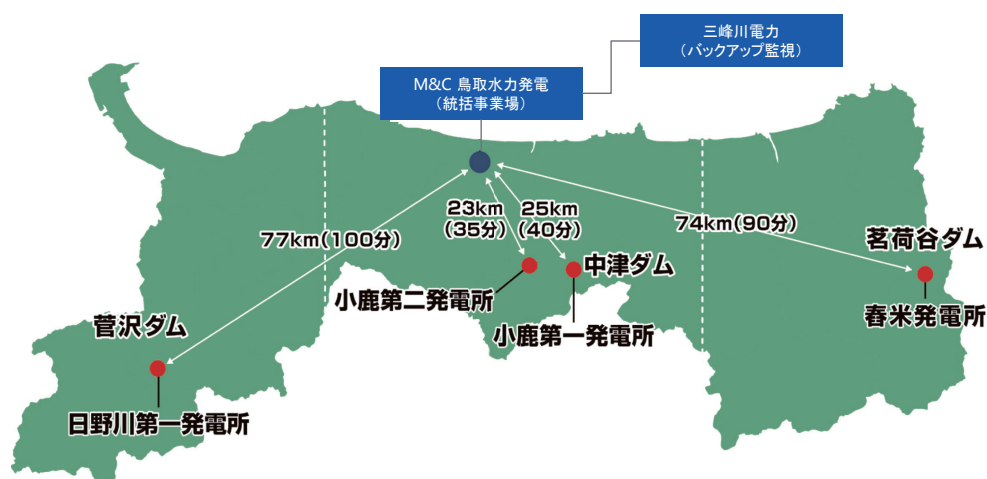 三峰川電力
（バックアップ監視）
M&C 鳥取水力発電
（統括事業場）
77km(100分)
23km
(35分)
25km
(40分)
74km(90分)
茗荷谷ダム
舂米発電所
中津ダム
小鹿第二発電所
小鹿第一発電所
菅沢ダム
日野川第一発電所